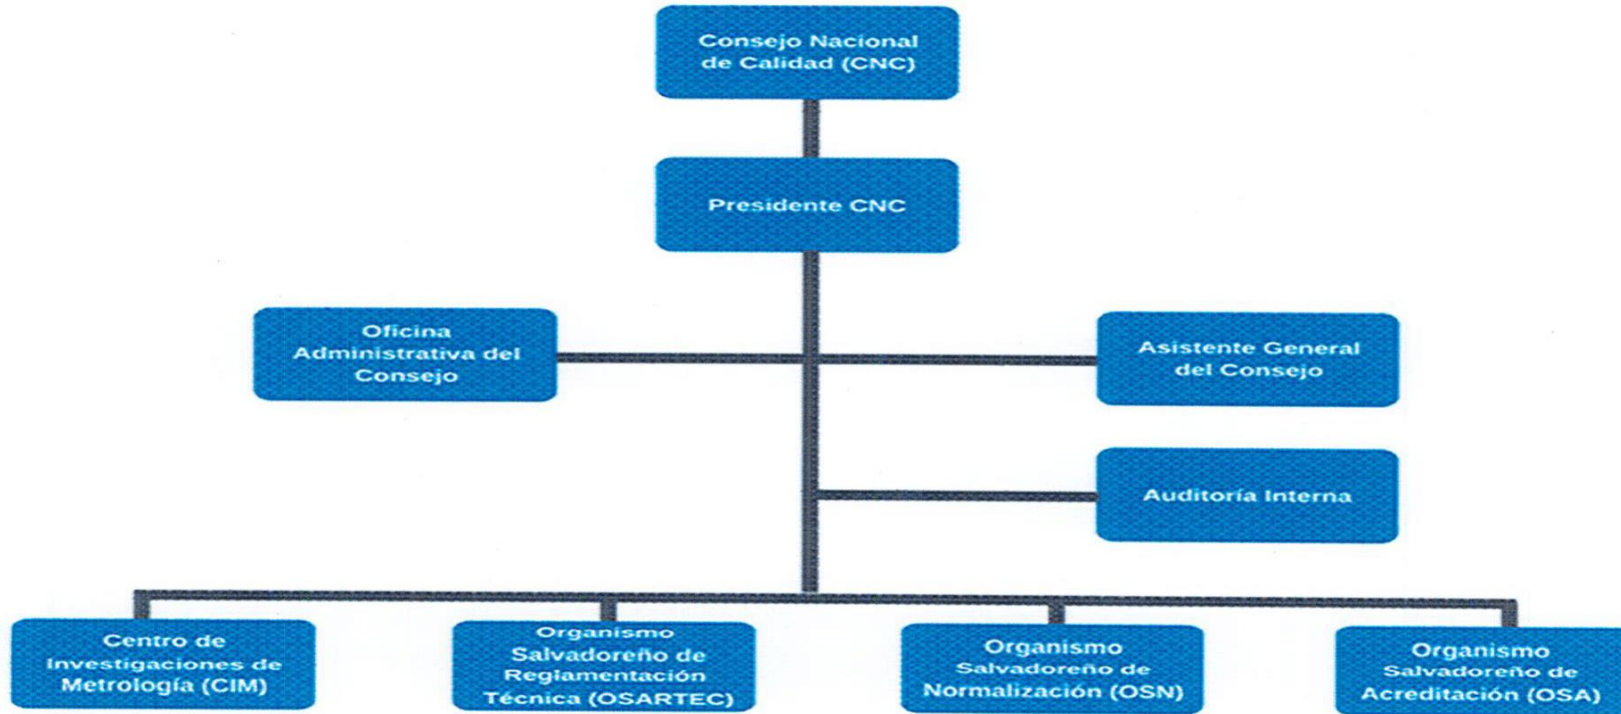 Consejo Nacional
de Calidad (CNC)
Presidente CNC
Oficina
Administrativa del
Consejo
Asistente General
del Consejo
Auditoría Interna
Centro de
Investigaciones de
Metrología (CIM)
Organismo
Salvadoreño de
Reglamentación
Técnica (OSARTEC)
Organismo
Salvadoreño de
Normalización (OSN)
Organismo
Salvadoreño de
Acreditación (OSA)